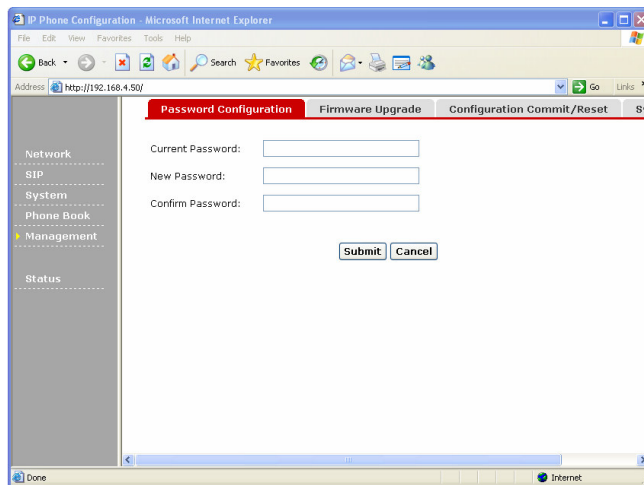 IP Phone Configuration - Microsoft Internet Explorer
File Edit View Favorites Tools Help
Back Search Favorites
Address http://192.168.4.50/ Go Links
Password Configuration Firmware Upgrade Configuration Commit/Reset
Network
SIP
System
Phone Book
Management
Status
Current Password:
New Password:
Confirm Password:
Submit Cancel
Done Internet